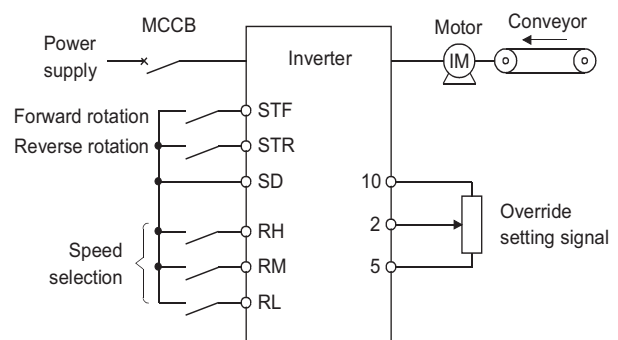 MCCB
Motor
Conveyor
Power
supply
Inverter
IM
Forward rotation
STF
Reverse rotation
STR
SD
10
Speed
selection
RH
2
Override
setting signal
RM
5
RL